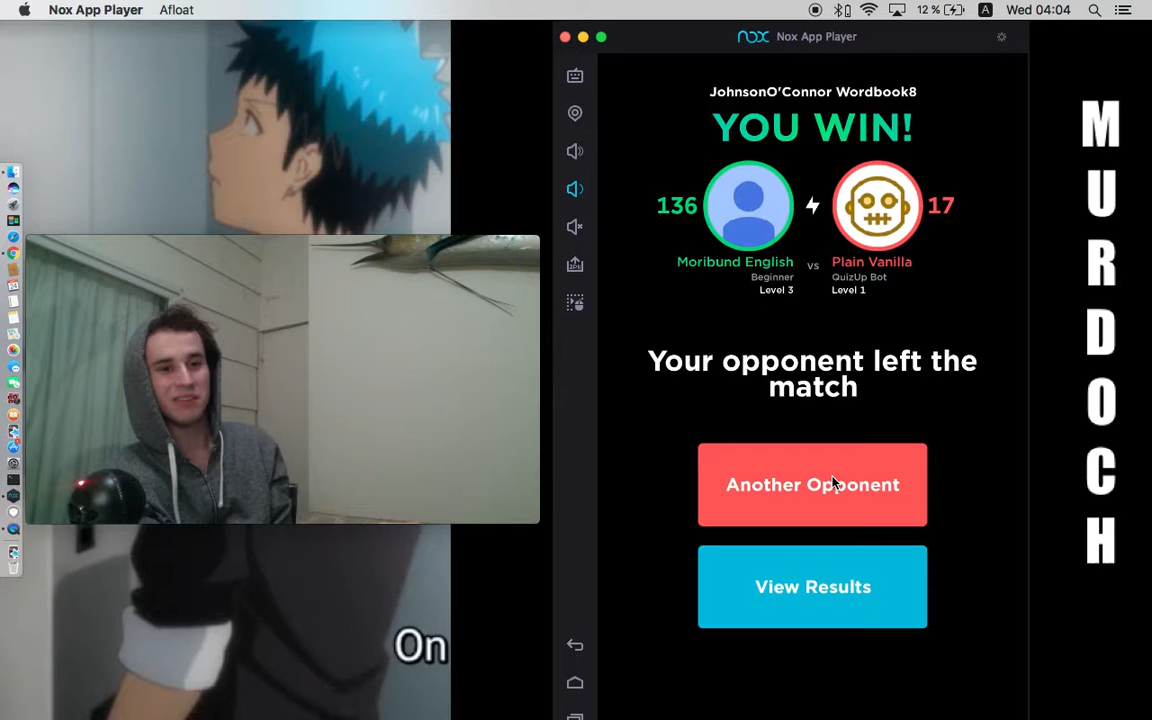 Nox App Player Afloat
12 %
A
Wed 04:04
nox Nox App Player
JohnsonO'Connor Wordbook8
YOU WIN!
136
17
Moribund English vs Plain Vanilla
Beginner
QuizUp Bot
Level 3
Level 1
Your opponent left the
match
Another Opponent
View Results
On
MURDOCH